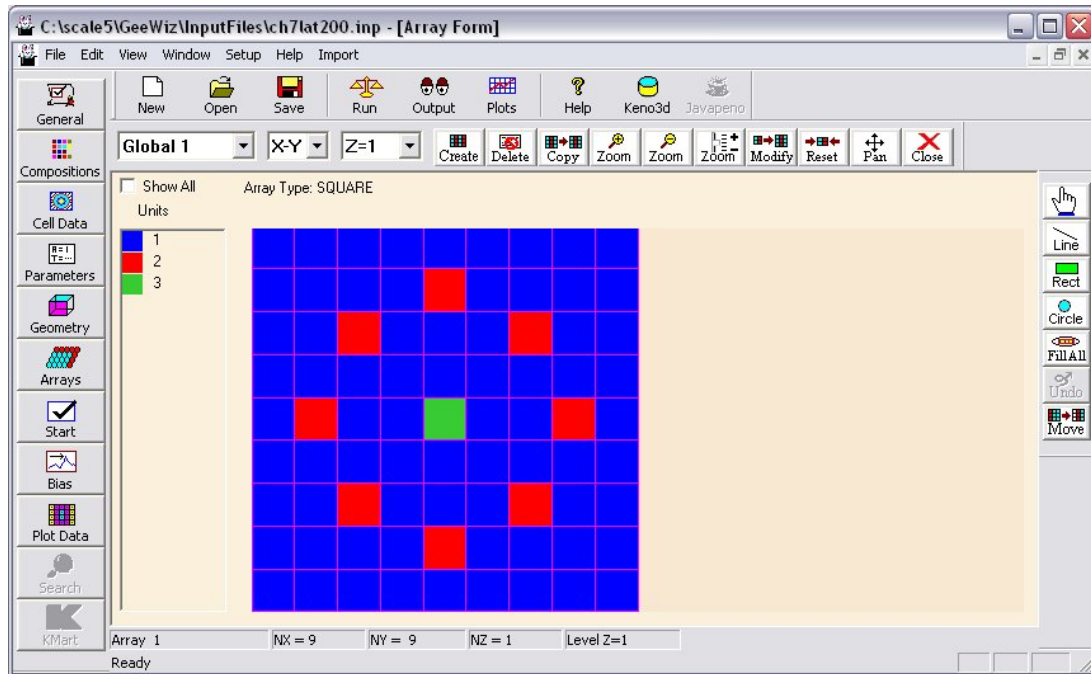 C:\scale5\GeeWiz\InputFiles\ch7lat200.inp - [Array Form]
File Edit View Window Setup Help Import
General
New Open Save Run Output Plots Help Keno3d Javapeno
Compositions
Global 1 X-Y Z=1 Create Delete Copy Zoom Zoom Zoom Modify Reset Pan Close
Show All Array Type: SQUARE
Units
1
2
3
Cell Data
Parameters
R=1
T=...
Geometry
Arrays
Start
Bias
Plot Data
Search
KMart
Line
Rect
Circle
Fill All
Undo
Move
Array 1 NX = 9 NY = 9 NZ = 1 Level Z=1
Ready